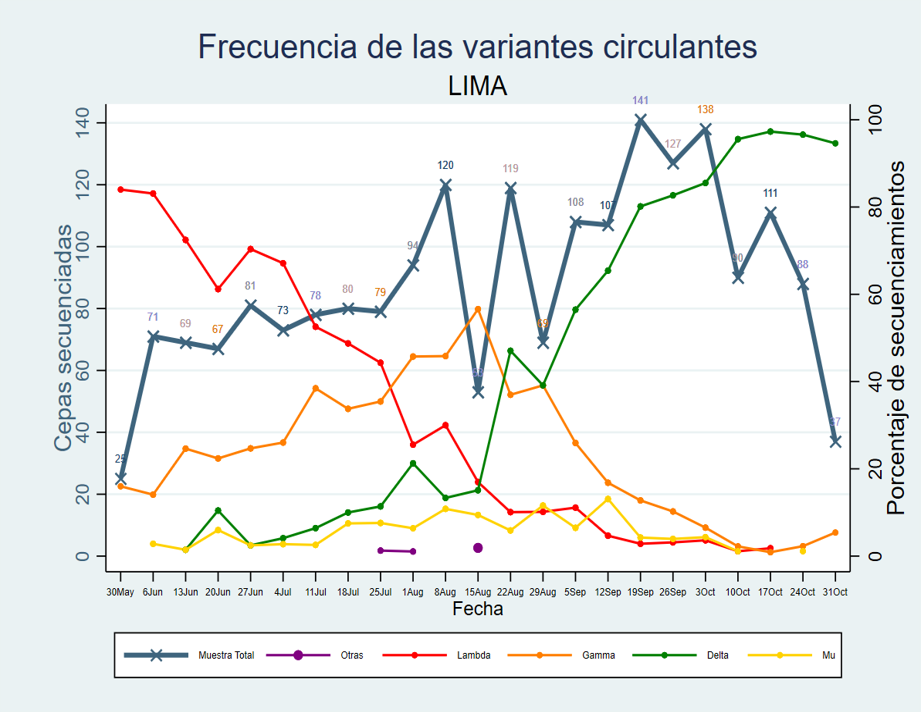 Frecuencia de las variantes circulantes
LIMA
Cepas secuenciadas
0 20 40 60 80 100 120 140
25 71 69 67 81 73 78 80 79 94 120 53 119 69 108 107 141 127 138 90 111 88 37
0 20 40 60 80 100
Porcentaje de secuenciamientos
30May 6Jun 13Jun 20Jun 27Jun 4Jul 11Jul 18Jul 25Jul 1Aug 8Aug 15Aug 22Aug 29Aug 5Sep 12Sep 19Sep 26Sep 3Oct 10Oct 17Oct 24Oct 31Oct
Fecha
Muestra Total Otras Lambda Gamma Delta Mu